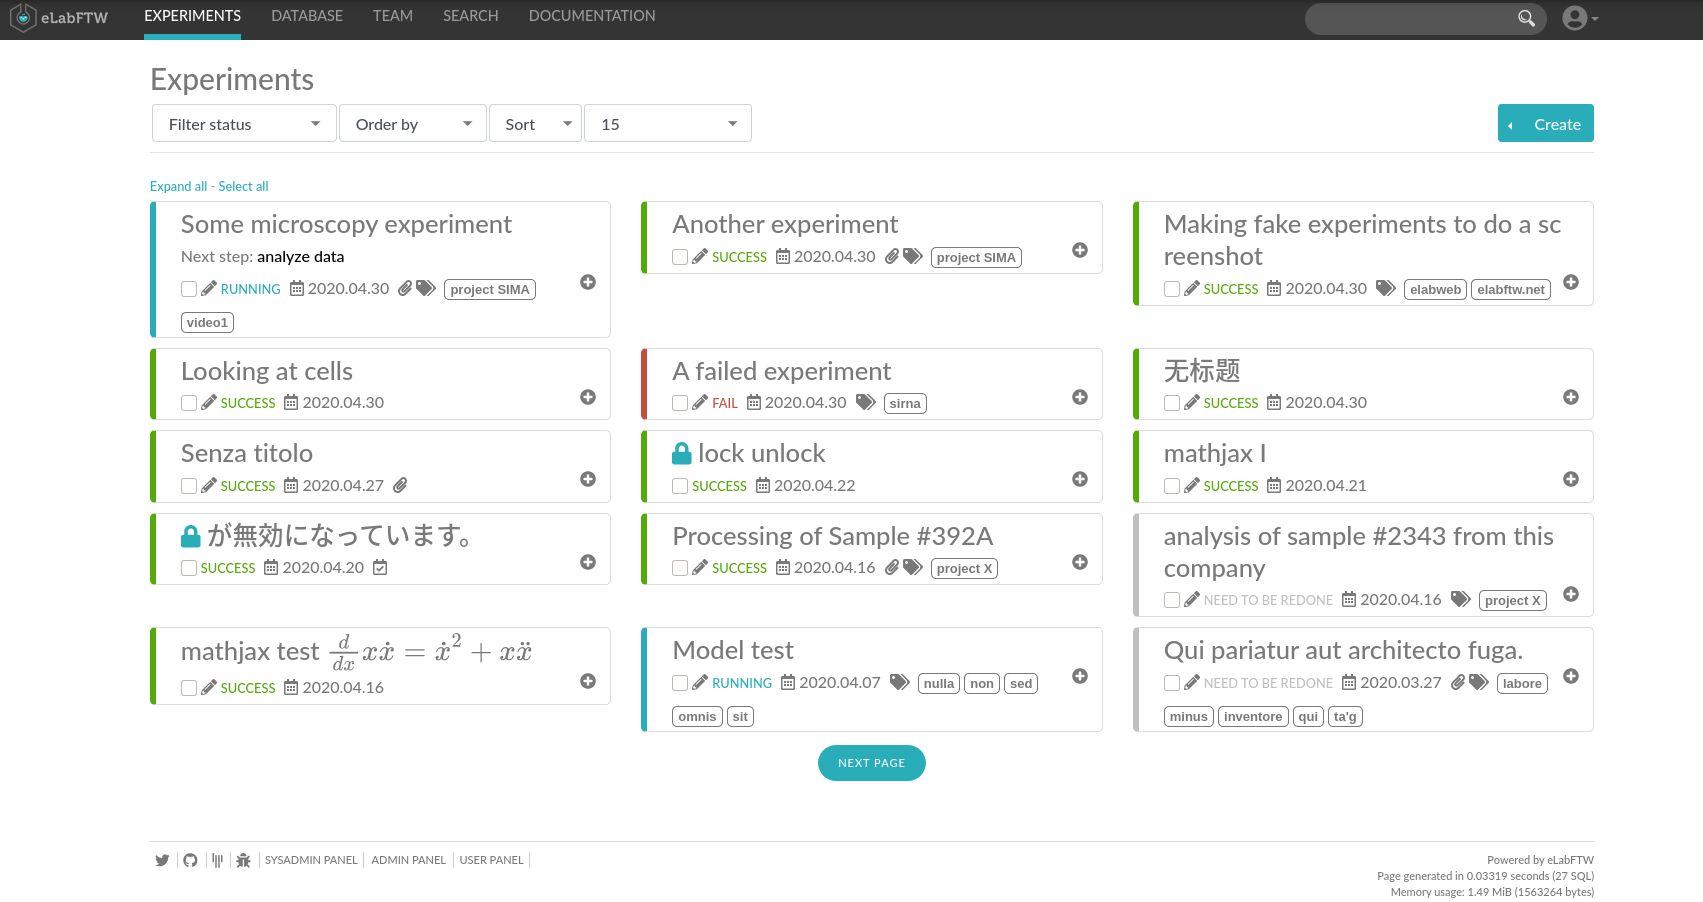 eLabFTW
EXPERIMENTS DATABASE TEAM SEARCH DOCUMENTATION
Experiments
Filter status Order by Sort 15 Create
Expand all - Select all
Some microscopy experiment
Next step: analyze data
RUNNING 2020.04.30 project SIMA
video1
Another experiment
SUCCESS 2020.04.30 project SIMA
Making fake experiments to do a sc
reenshot
SUCCESS 2020.04.30 elabweb elabftw.net
Looking at cells
SUCCESS 2020.04.30
A failed experiment
FAIL 2020.04.30 sirna
无标题
SUCCESS 2020.04.30
Senza titolo
SUCCESS 2020.04.27
lock unlock
SUCCESS 2020.04.22
mathjax I
SUCCESS 2020.04.21
が無効になっています。
SUCCESS 2020.04.20
Processing of Sample #392A
SUCCESS 2020.04.16 project X
analysis of sample #2343 from this
company
NEED TO BE REDONE 2020.04.16 project X
mathjax test d/dx xẋ = ẋ² + xẍ
SUCCESS 2020.04.16
Model test
RUNNING 2020.04.07 nulla non sed
omnis sit
Qui pariatur aut architecto fuga.
NEED TO BE REDONE 2020.03.27 labore
minus inventore qui ta'g
NEXT PAGE
SYSADMIN PANEL ADMIN PANEL USER PANEL
Powered by eLabFTW
Page generated in 0.03319 seconds (27 SQL)
Memory usage: 1.49 MiB (1563264 bytes)